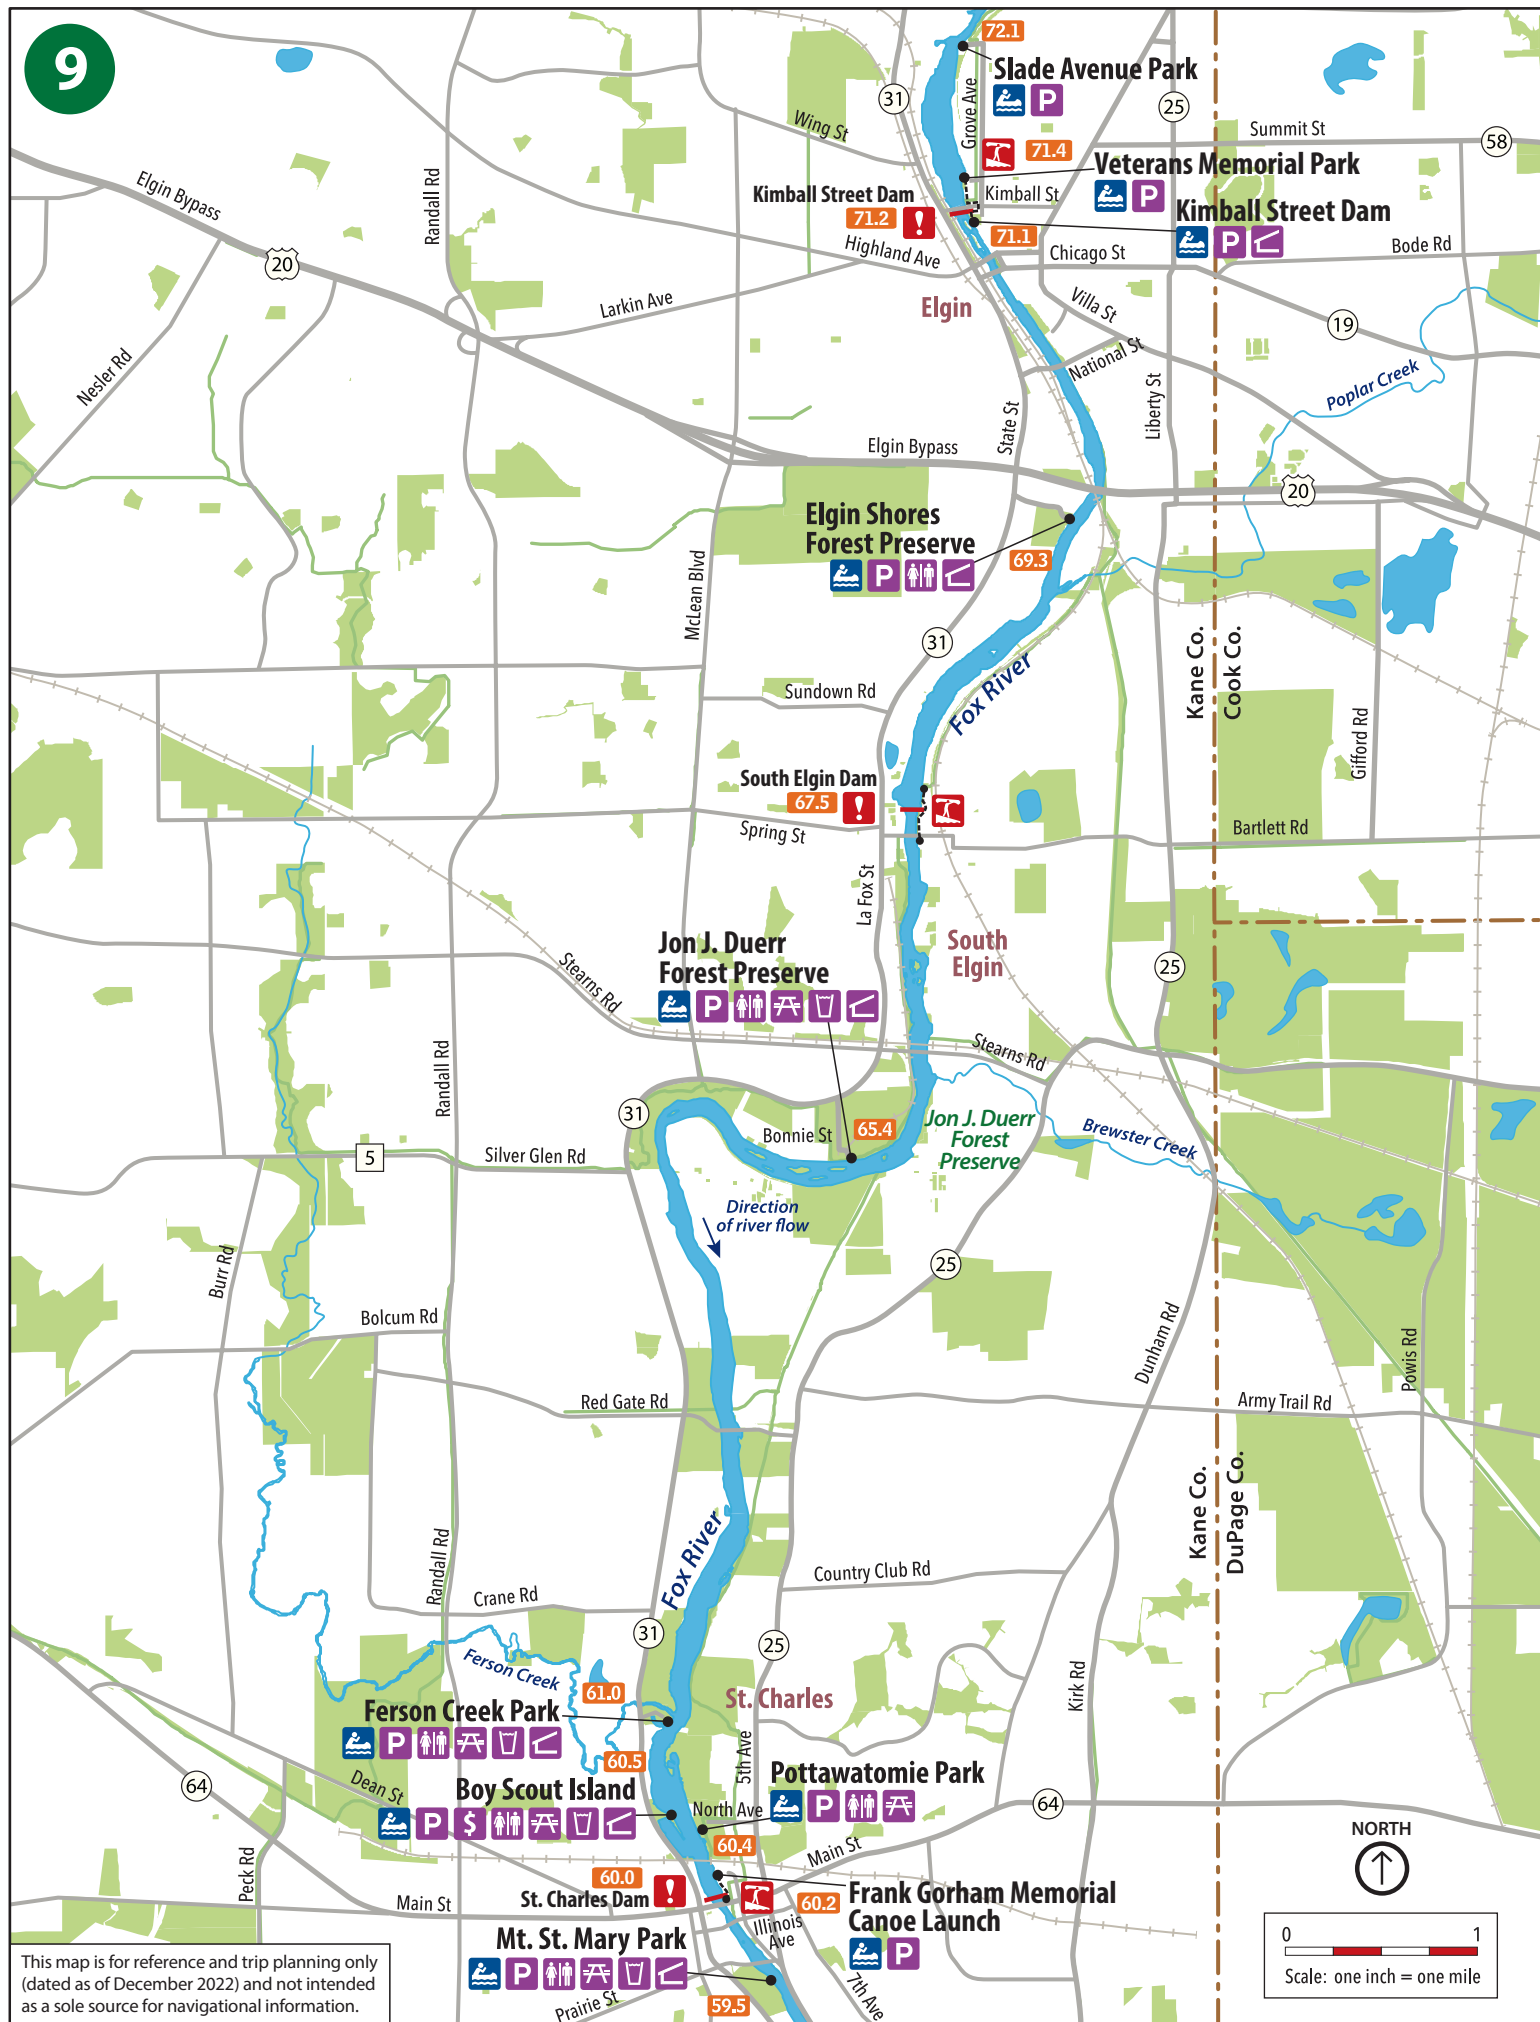 9
72.1
Slade Avenue Park
P
31
Grove Ave
25
Wing St
Summit St
58
71.4
Veterans Memorial Park
P
Kimball Street Dam
71.2
!
Kimball St
Kimball Street Dam
P
71.1
Elgin Bypass
Randall Rd
20
Highland Ave
Chicago St
Bode Rd
Larkin Ave
Elgin
Villa St
19
Nesler Rd
National St
Poplar Creek
State St
Liberty St
Elgin Bypass
20
Elgin Shores
Forest Preserve
P
69.3
McLean Blvd
31
Fox River
Kane Co.
Cook Co.
Sundown Rd
Gifford Rd
South Elgin Dam
67.5
!
Spring St
Bartlett Rd
La Fox St
Jon J. Duerr
Forest Preserve
P
South
Elgin
25
Stearns Rd
Stearns Rd
Randall Rd
31
Bonnie St
65.4
Jon J. Duerr
Forest
Preserve
Brewster Creek
5
Silver Glen Rd
Direction
of river flow
Burr Rd
25
Bolcum Rd
Dunham Rd
Powis Rd
Red Gate Rd
Army Trail Rd
Kane Co.
DuPage Co.
Fox River
Randall Rd
Country Club Rd
Crane Rd
31
25
Ferson Creek
61.0
St. Charles
Kirk Rd
Ferson Creek Park
P
60.5
5th Ave
Pottawatomie Park
P
64
Dean St
Boy Scout Island
P $
North Ave
64
60.4
Main St
NORTH
Peck Rd
Main St
60.0
St. Charles Dam
!
60.2
Frank Gorham Memorial
Canoe Launch
P
Illinois
Ave
Mt. St. Mary Park
P
7th Ave
Prairie St
59.5
0 1
Scale: one inch = one mile
This map is for reference and trip planning only
(dated as of December 2022) and not intended
as a sole source for navigational information.